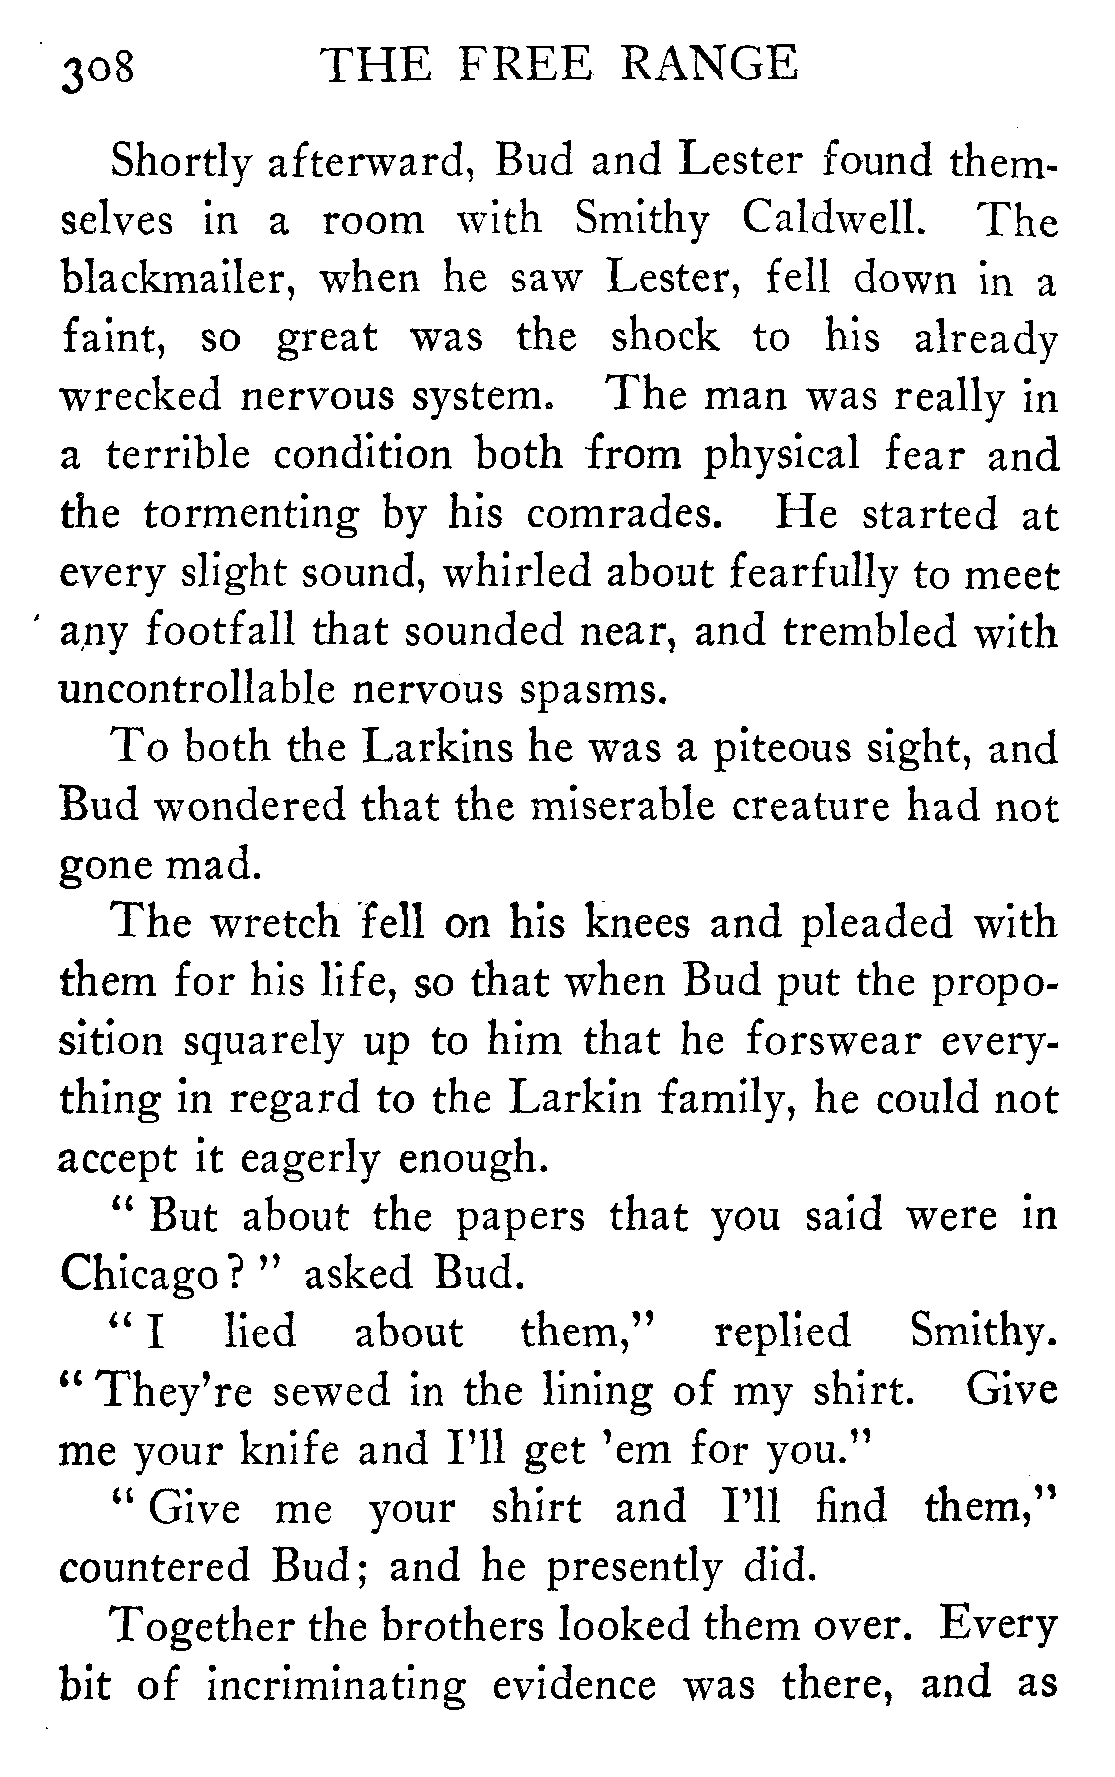 308 THE FREE RANGE
Shortly afterward, Bud and Lester found them-
selves in a room with Smithy Caldwell. The
blackmailer, when he saw Lester, fell down in a
faint, so great was the shock to his already
wrecked nervous system. The man was really in
a terrible condition both from physical fear and
the tormenting by his comrades. He started at
every slight sound, whirled about fearfully to meet
any footfall that sounded near, and trembled with
uncontrollable nervous spasms.
To both the Larkins he was a piteous sight, and
Bud wondered that the miserable creature had not
gone mad.
The wretch fell on his knees and pleaded with
them for his life, so that when Bud put the propo-
sition squarely up to him that he forswear every-
thing in regard to the Larkin family, he could not
accept it eagerly enough.
“ But about the papers that you said were in
Chicago? ” asked Bud.
“ I lied about them,” replied Smithy.
“ They’re sewed in the lining of my shirt. Give
me your knife and I’ll get ’em for you.”
“ Give me your shirt and I’ll find them,”
countered Bud; and he presently did.
Together the brothers looked them over. Every
bit of incriminating evidence was there, and as